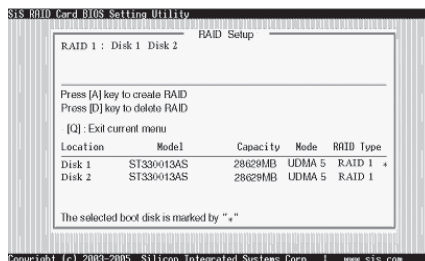 SiS RAID Card BIOS Setting Utility
RAID Setup
RAID 1 : Disk 1 Disk 2
Press [A] key to create RAID
Press [D] key to delete RAID
[Q] : Exit current menu
Location Model Capacity Mode RAID Type
Disk 1 ST330013AS 28629MB UDMA 5 RAID 1 *
Disk 2 ST330013AS 28629MB UDMA 5 RAID 1
The selected boot disk is marked by "*"
Copyright (c) 2003-2005, Silicon Integrated Systems Corp. www.sis.com